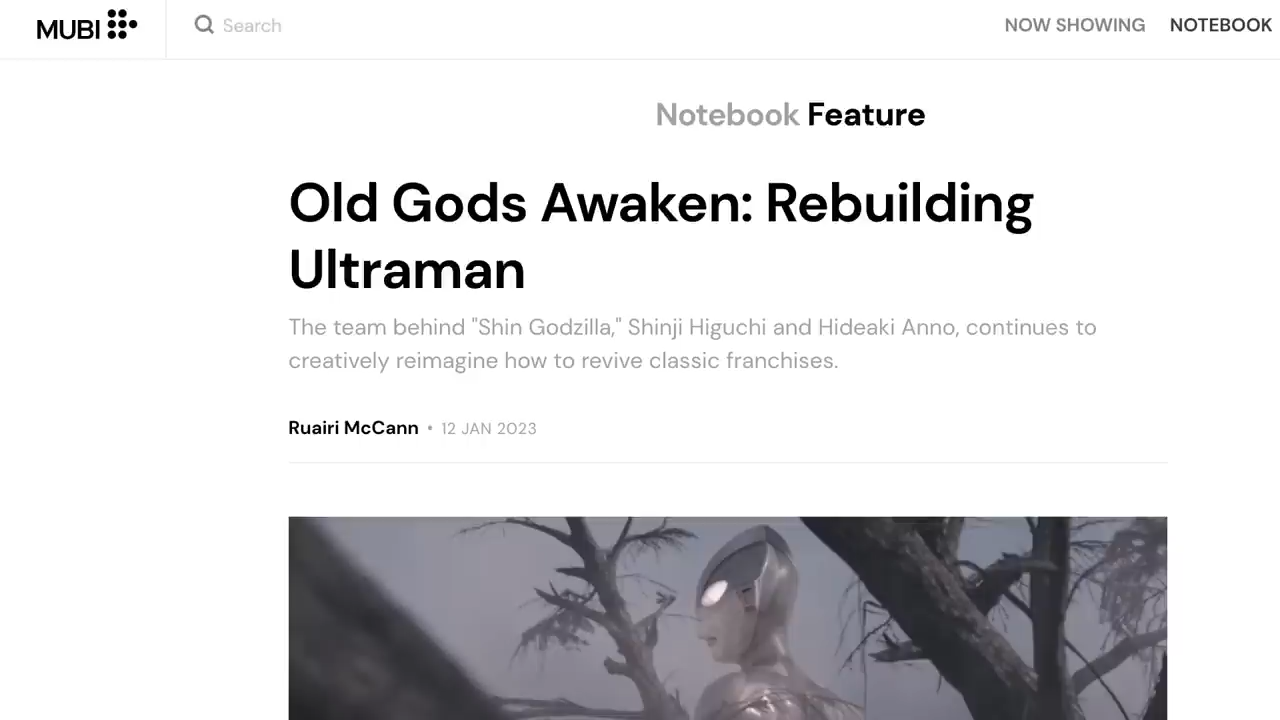 MUBI
Search
NOW SHOWING
NOTEBOOK
Notebook Feature
Old Gods Awaken: Rebuilding
Ultraman
The team behind "Shin Godzilla," Shinji Higuchi and Hideaki Anno, continues to
creatively reimagine how to revive classic franchises.
Ruairi McCann • 12 JAN 2023